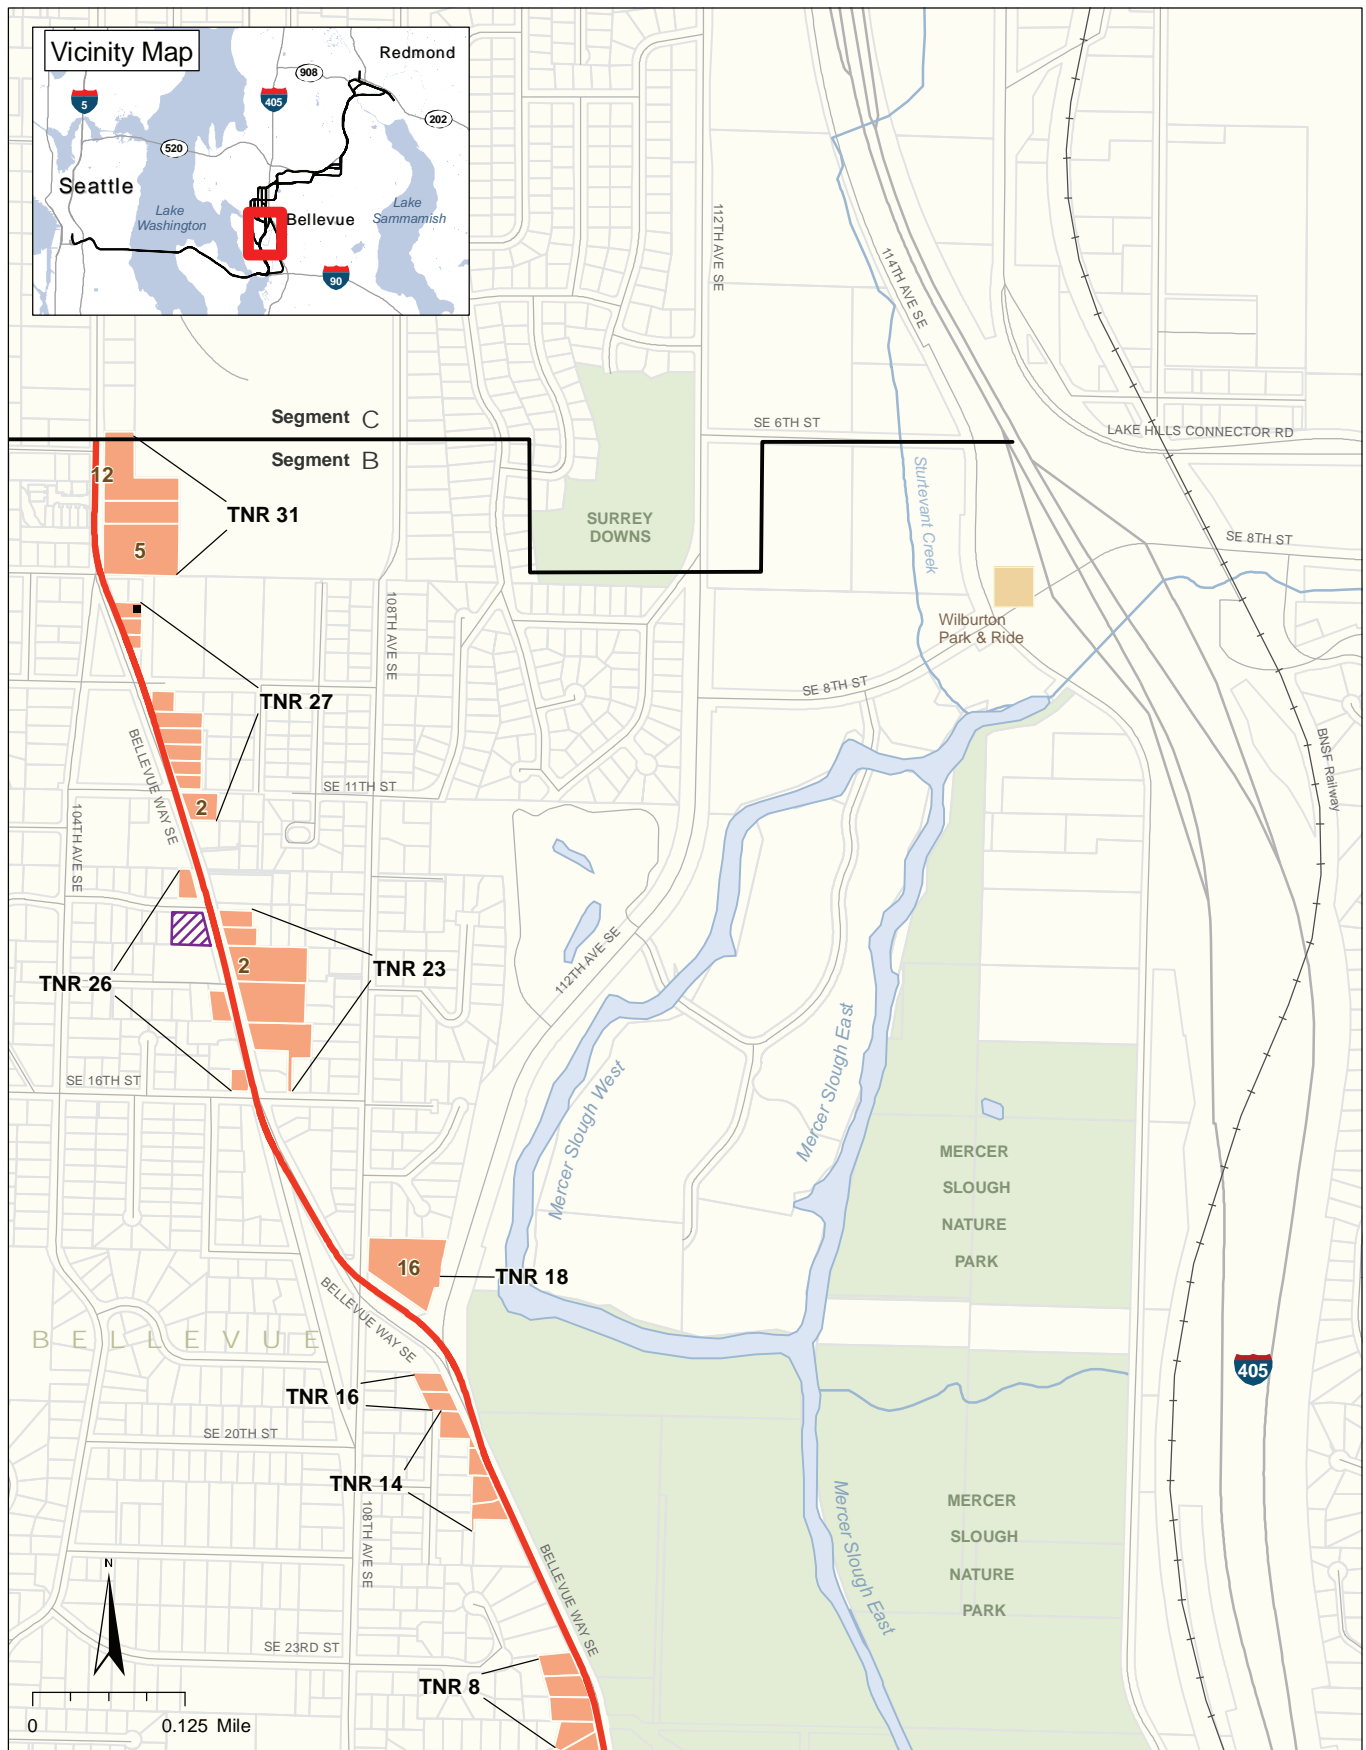 Vicinity Map
Redmond
908
5
405
202
520
Seattle
Lake
Washington
Bellevue
Lake
Sammamish
90
112TH AVE SE
114TH AVE SE
Segment C
SE 6TH ST
LAKE HILLS CONNECTOR RD
Segment B
12
TNR 31
5
SURREY
DOWNS
Sturtevant Creek
SE 8TH ST
108TH AVE SE
Wilburton
Park & Ride
SE 8TH ST
TNR 27
BELLEVUE WAY SE
BNSF Railway
SE 11TH ST
2
104TH AVE SE
112TH AVE SE
2
TNR 23
TNR 26
Mercer Slough East
Mercer Slough West
SE 16TH ST
MERCER
SLOUGH
NATURE
PARK
16
TNR 18
BELLEVUE WAY SE
BELLEVUE
405
TNR 16
SE 20TH ST
TNR 14
108TH AVE SE
Mercer Slough East
MERCER
SLOUGH
NATURE
PARK
BELLEVUE WAY SE
N
SE 23RD ST
TNR 8
0
0.125 Mile